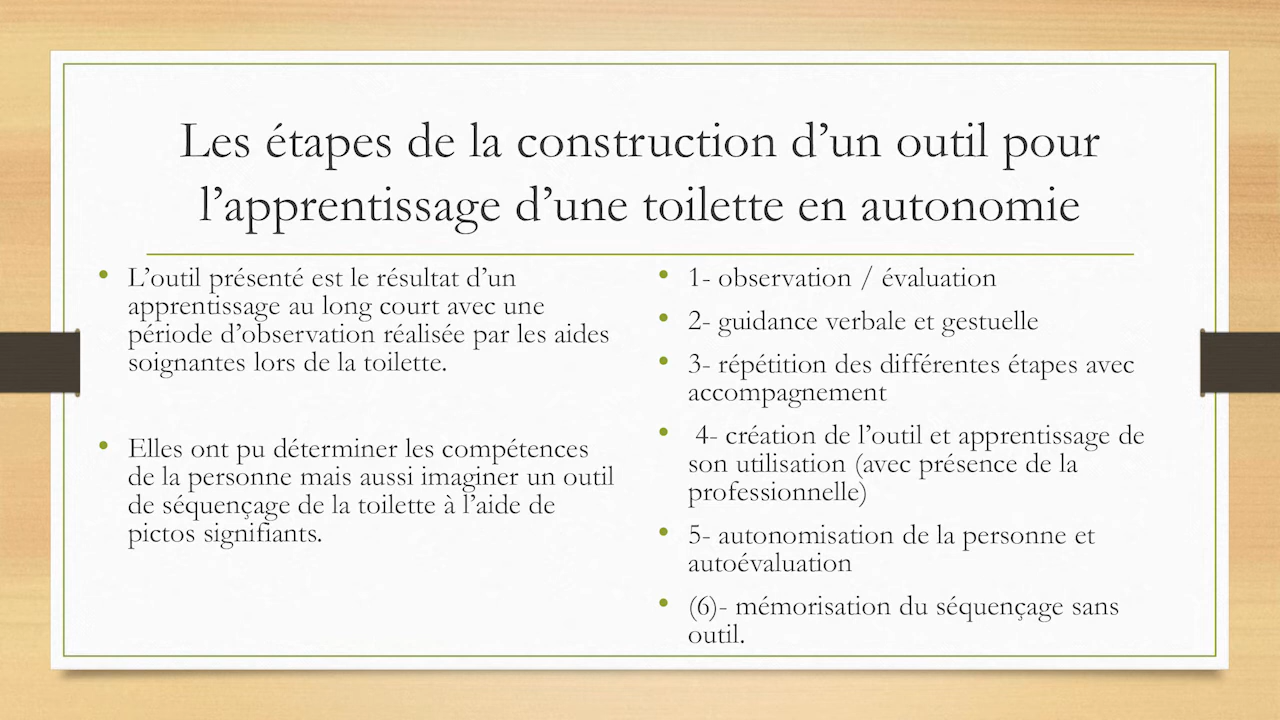 Les étapes de la construction d’un outil pour
l’apprentissage d’une toilette en autonomie
• L’outil présenté est le résultat d’un
apprentissage au long court avec une
période d’observation réalisée par les aides
soignantes lors de la toilette.
• Elles ont pu déterminer les compétences
de la personne mais aussi imaginer un outil
de séquençage de la toilette à l’aide de
pictos signifiants.
• 1- observation / évaluation
• 2- guidance verbale et gestuelle
• 3- répétition des différentes étapes avec
accompagnement
• 4- création de l’outil et apprentissage de
son utilisation (avec présence de la
professionnelle)
• 5- autonomisation de la personne et
autoévaluation
• (6)- mémorisation du séquençage sans
outil.